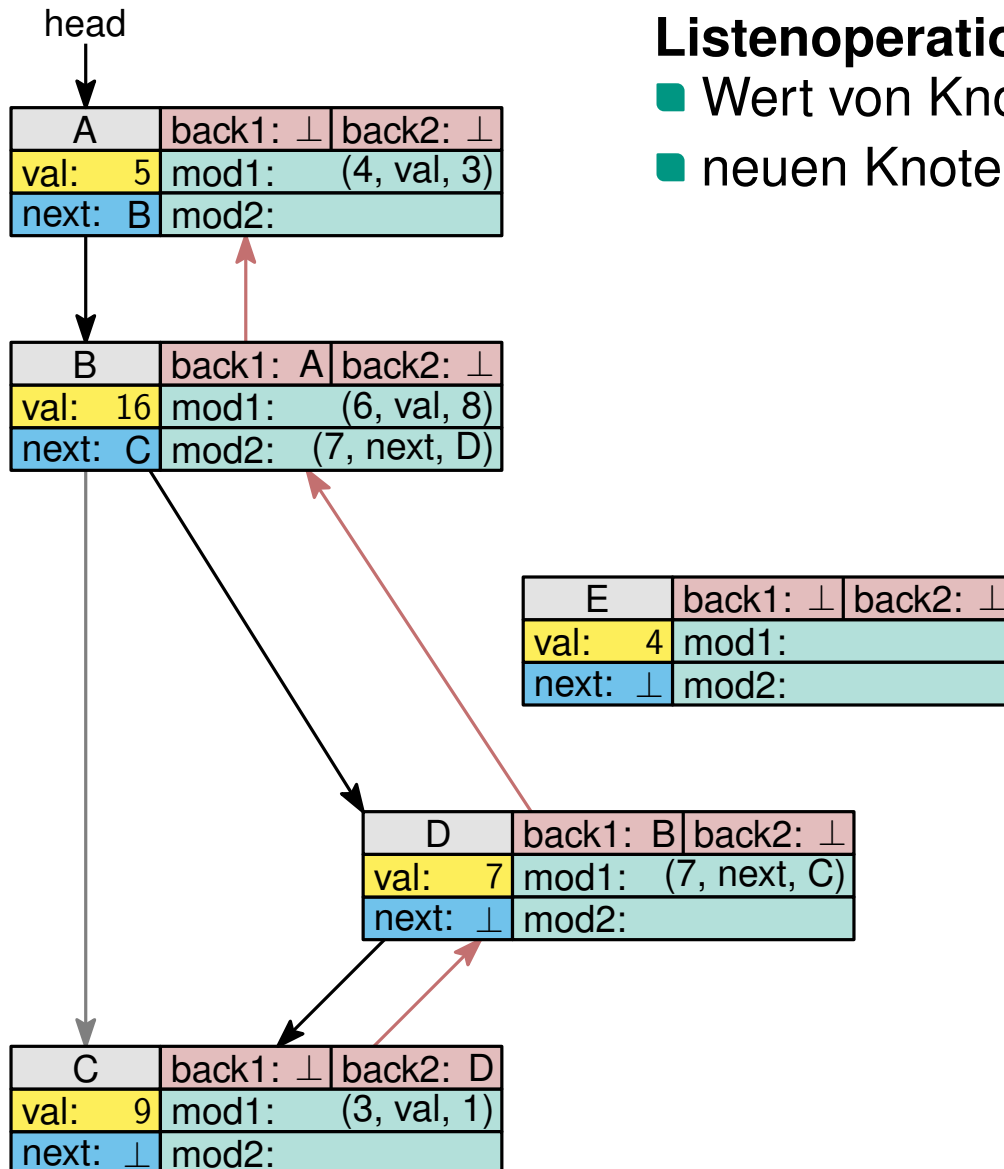 head
Listenoperatio
Wert von Kno
neuen Knote
A back1: ⊥ back2: ⊥
val: 5 mod1: (4, val, 3)
next: B mod2:
B back1: A back2: ⊥
val: 16 mod1: (6, val, 8)
next: C mod2: (7, next, D)
E back1: ⊥ back2: ⊥
val: 4 mod1:
next: ⊥ mod2:
D back1: B back2: ⊥
val: 7 mod1: (7, next, C)
next: ⊥ mod2:
C back1: ⊥ back2: D
val: 9 mod1: (3, val, 1)
next: ⊥ mod2: